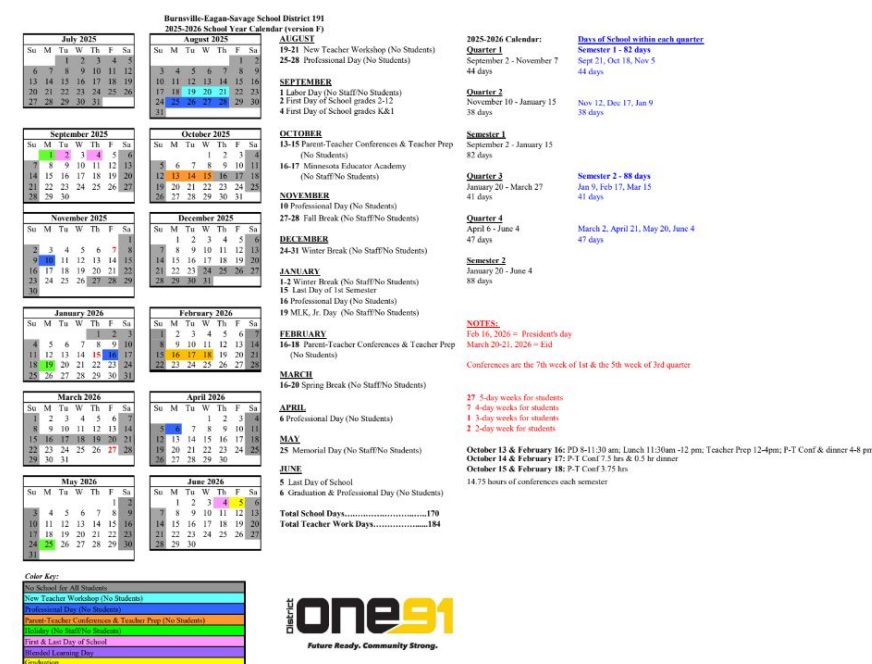 Burnsville-Eagan-Savage School District 191
2025-2026 School Year Calendar (version F)
July 2025
Su M Tu W Th F Sa
1 2 3 4 5
6 7 8 9 10 11 12
13 14 15 16 17 18 19
20 21 22 23 24 25 26
27 28 29 30 31
August 2025
Su M Tu W Th F Sa
1 2
3 4 5 6 7 8 9
10 11 12 13 14 15 16
17 18 19 20 21 22 23
24 25 26 27 28 29 30
31
September 2025
Su M Tu W Th F Sa
1 2 3 4 5 6
7 8 9 10 11 12 13
14 15 16 17 18 19 20
21 22 23 24 25 26 27
28 29 30
October 2025
Su M Tu W Th F Sa
1 2 3 4
5 6 7 8 9 10 11
12 13 14 15 16 17 18
19 20 21 22 23 24 25
26 27 28 29 30 31
November 2025
Su M Tu W Th F Sa
1
2 3 4 5 6 7 8
9 10 11 12 13 14 15
16 17 18 19 20 21 22
23 24 25 26 27 28 29
30
December 2025
Su M Tu W Th F Sa
1 2 3 4 5 6
7 8 9 10 11 12 13
14 15 16 17 18 19 20
21 22 23 24 25 26 27
28 29 30 31
January 2026
Su M Tu W Th F Sa
1 2 3
4 5 6 7 8 9 10
11 12 13 14 15 16 17
18 19 20 21 22 23 24
25 26 27 28 29 30 31
February 2026
Su M Tu W Th F Sa
1 2 3 4 5 6 7
8 9 10 11 12 13 14
15 16 17 18 19 20 21
22 23 24 25 26 27 28
March 2026
Su M Tu W Th F Sa
1 2 3 4 5 6 7
8 9 10 11 12 13 14
15 16 17 18 19 20 21
22 23 24 25 26 27 28
29 30 31
April 2026
Su M Tu W Th F Sa
1 2 3 4
5 6 7 8 9 10 11
12 13 14 15 16 17 18
19 20 21 22 23 24 25
26 27 28 29 30
May 2026
Su M Tu W Th F Sa
1 2
3 4 5 6 7 8 9
10 11 12 13 14 15 16
17 18 19 20 21 22 23
24 25 26 27 28 29 30
31
June 2026
Su M Tu W Th F Sa
1 2 3 4 5 6
7 8 9 10 11 12 13
14 15 16 17 18 19 20
21 22 23 24 25 26 27
28 29 30
Color Key:
No School for All Students
New Teacher Workshop (No Students)
Professional Day (No Students)
Parent-Teacher Conferences & Teacher Prep (No Students)
Holiday (No Staff/No Students)
First & Last Day of School
Blended Learning Day
Graduation
AUGUST
19-21 New Teacher Workshop (No Students)
25-28 Professional Day (No Students)
SEPTEMBER
1 Labor Day (No Staff/No Students)
2 First Day of School grades 2-12
4 First Day of School grades K&1
OCTOBER
13-15 Parent-Teacher Conferences & Teacher Prep
(No Students)
16-17 Minnesota Educator Academy
(No Staff/No Students)
NOVEMBER
10 Professional Day (No Students)
27-28 Fall Break (No Staff/No Students)
DECEMBER
24-31 Winter Break (No Staff/No Students)
JANUARY
1-2 Winter Break (No Staff/No Students)
15 Last Day of 1st Semester
16 Professional Day (No Students)
19 MLK, Jr. Day (No Staff/No Students)
FEBRUARY
16-18 Parent-Teacher Conferences & Teacher Prep
(No Students)
MARCH
16-20 Spring Break (No Staff/No Students)
APRIL
6 Professional Day (No Students)
MAY
25 Memorial Day (No Staff/No Students)
JUNE
5 Last Day of School
6 Graduation & Professional Day (No Students)
Total School Days………………………..…..170
Total Teacher Work Days…………….....184
District
one91
Future Ready. Community Strong.
2025-2026 Calendar:
Quarter 1
September 2 - November 7
44 days
Quarter 2
November 10 - January 15
38 days
Semester 1
September 2 - January 15
82 days
Quarter 3
January 20 - March 27
41 days
Quarter 4
April 6 - June 4
47 days
Semester 2
January 20 - June 4
88 days
Days of School within each quarter
Semester 1 - 82 days
Sept 21, Oct 18, Nov 5
44 days
Nov 12, Dec 17, Jan 9
38 days
Semester 2 - 88 days
Jan 9, Feb 17, Mar 15
41 days
March 2, April 21, May 20, June 4
47 days
NOTES:
Feb 16, 2026 = President's day
March 20-21, 2026 = Eid
Conferences are the 7th week of 1st & the 5th week of 3rd quarter
27 5-day weeks for students
7 4-day weeks for students
1 3-day weeks for students
2 2-day week for students
October 13 & February 16: PD 8-11:30 am; Lunch 11:30am -12 pm; Teacher Prep 12-4pm; P-T Conf & dinner 4-8 pm
October 14 & February 17: P-T Conf 7.5 hrs & 0.5 hr dinner
October 15 & February 18: P-T Conf 3.75 hrs
14.75 hours of conferences each semester